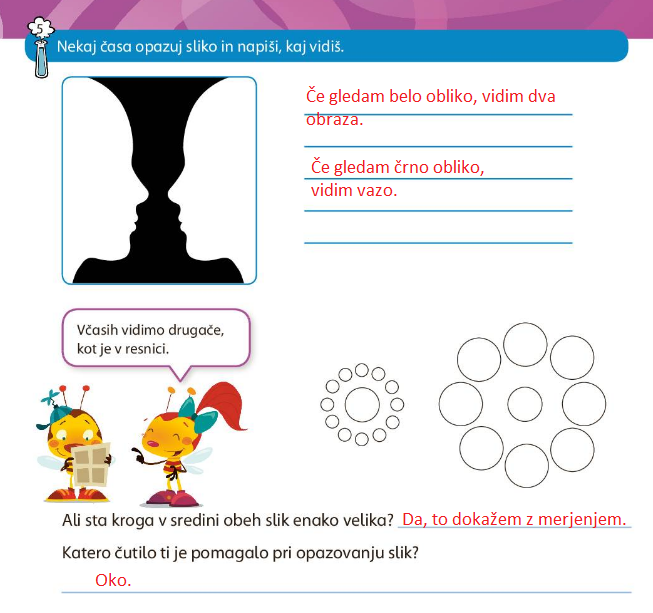 5
Nekaj časa opazuj sliko in napiši, kaj vidiš.
Če gledam belo obliko, vidim dva
obraza.
Če gledam črno obliko,
vidim vazo.
Včasih vidimo drugače,
kot je v resnici.
Ali sta kroga v sredini obeh slik enako velika? Da, to dokažem z merjenjem.
Katero čutilo ti je pomagalo pri opazovanju slik?
Oko.